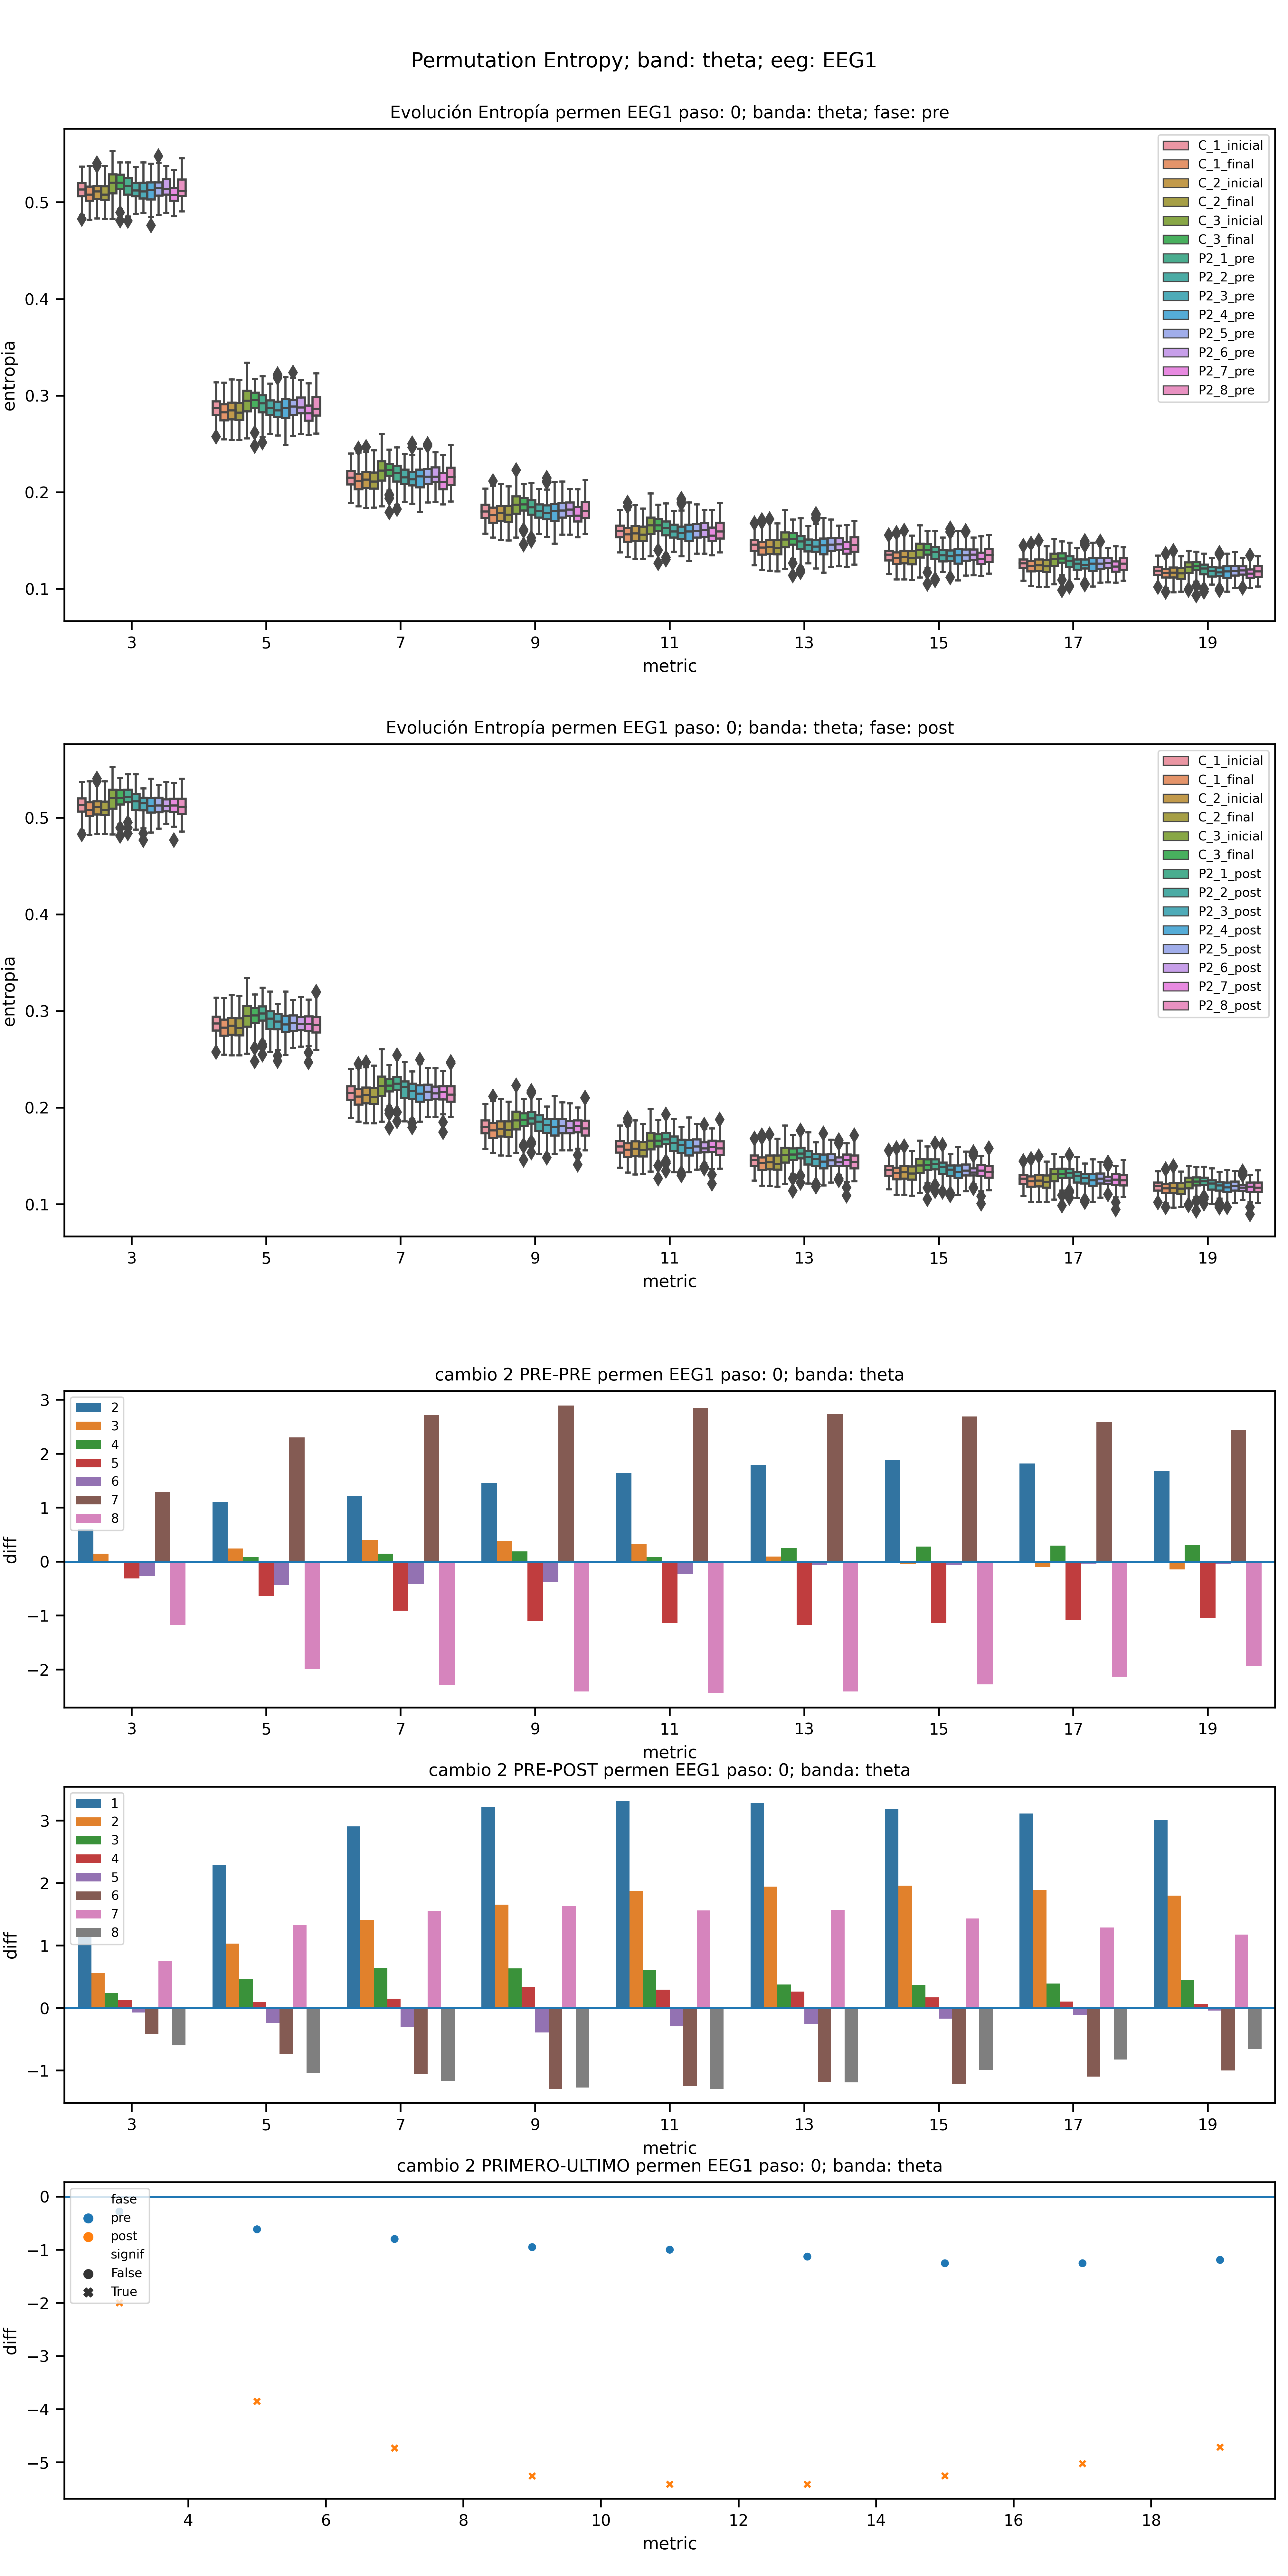 Permutation Entropy; band: theta; eeg: EEG1
Evolución Entropía permen EEG1 paso: 0; banda: theta; fase: pre
entropia
0.5
0.4
0.3
0.2
0.1
C_1_inicial
C_1_final
C_2_inicial
C_2_final
C_3_inicial
C_3_final
P2_1_pre
P2_2_pre
P2_3_pre
P2_4_pre
P2_5_pre
P2_6_pre
P2_7_pre
P2_8_pre
3 5 7 9 11 13 15 17 19
metric
Evolución Entropía permen EEG1 paso: 0; banda: theta; fase: post
entropia
0.5
0.4
0.3
0.2
0.1
C_1_inicial
C_1_final
C_2_inicial
C_2_final
C_3_inicial
C_3_final
P2_1_post
P2_2_post
P2_3_post
P2_4_post
P2_5_post
P2_6_post
P2_7_post
P2_8_post
3 5 7 9 11 13 15 17 19
metric
cambio 2 PRE-PRE permen EEG1 paso: 0; banda: theta
diff
3
2
1
0
−1
−2
2
3
4
5
6
7
8
3 5 7 9 11 13 15 17 19
metric
cambio 2 PRE-POST permen EEG1 paso: 0; banda: theta
diff
3
2
1
0
−1
1
2
3
4
5
6
7
8
3 5 7 9 11 13 15 17 19
metric
cambio 2 PRIMERO-ULTIMO permen EEG1 paso: 0; banda: theta
diff
0
−1
−2
−3
−4
−5
fase
pre
post
signif
False
True
4 6 8 10 12 14 16 18
metric